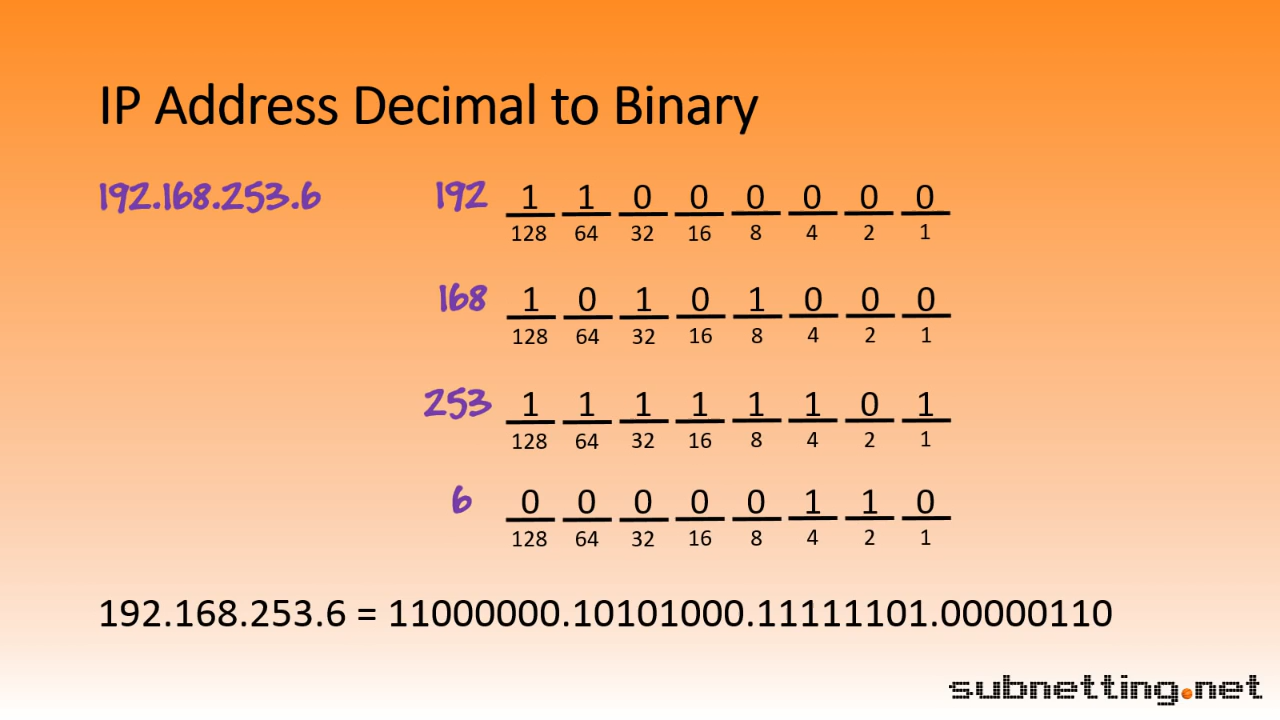 IP Address Decimal to Binary
192.168.253.6
192 1 1 0 0 0 0 0 0
128 64 32 16 8 4 2 1
168 1 0 1 0 1 0 0 0
128 64 32 16 8 4 2 1
253 1 1 1 1 1 1 0 1
128 64 32 16 8 4 2 1
6 0 0 0 0 0 1 1 0
128 64 32 16 8 4 2 1
192.168.253.6 = 11000000.10101000.11111101.00000110
subnetting.net